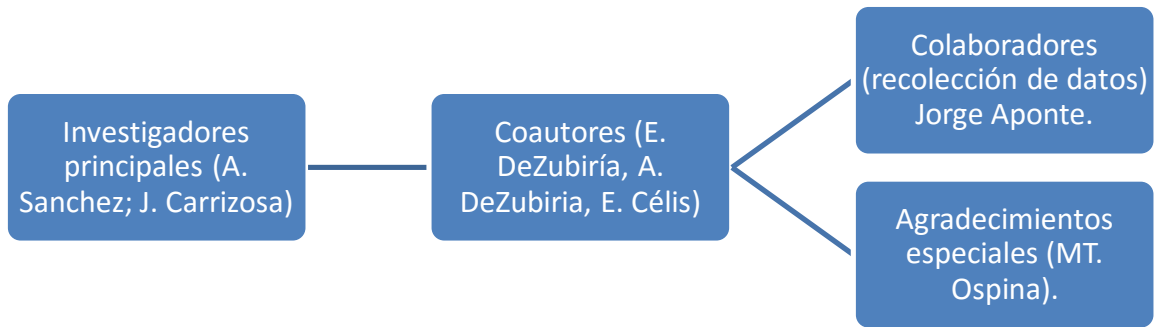 Investigadores
principales (A.
Sanchez; J. Carrizosa)
Coautores (E.
DeZubiría, A.
DeZubiria, E. Célis)
Colaboradores
(recolección de datos)
Jorge Aponte.
Agradecimientos
especiales (MT.
Ospina).